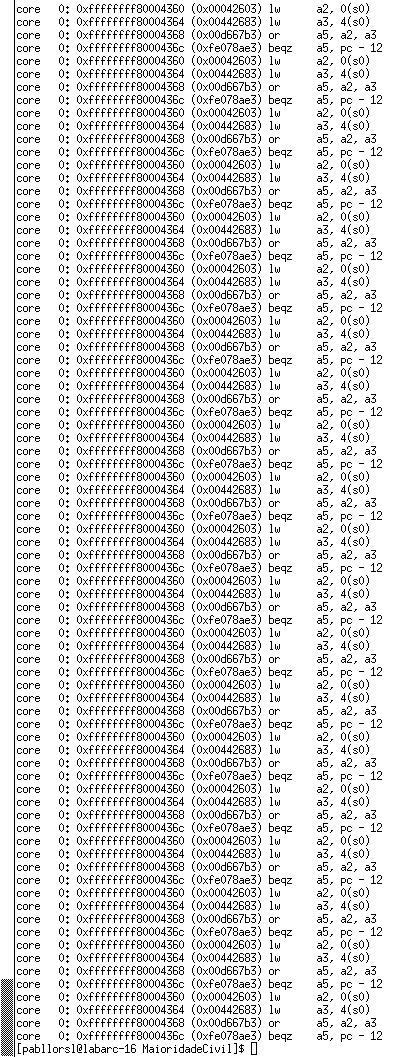 core   0: 0xffffffff80004360 (0x00042603) lw      a2, 0(s0)
core   0: 0xffffffff80004364 (0x00442683) lw      a3, 4(s0)
core   0: 0xffffffff80004368 (0x00d667b3) or      a5, a2, a3
core   0: 0xffffffff8000436c (0xfe078ae3) beqz    a5, pc - 12
core   0: 0xffffffff80004360 (0x00042603) lw      a2, 0(s0)
core   0: 0xffffffff80004364 (0x00442683) lw      a3, 4(s0)
core   0: 0xffffffff80004368 (0x00d667b3) or      a5, a2, a3
core   0: 0xffffffff8000436c (0xfe078ae3) beqz    a5, pc - 12
core   0: 0xffffffff80004360 (0x00042603) lw      a2, 0(s0)
core   0: 0xffffffff80004364 (0x00442683) lw      a3, 4(s0)
core   0: 0xffffffff80004368 (0x00d667b3) or      a5, a2, a3
core   0: 0xffffffff8000436c (0xfe078ae3) beqz    a5, pc - 12
core   0: 0xffffffff80004360 (0x00042603) lw      a2, 0(s0)
core   0: 0xffffffff80004364 (0x00442683) lw      a3, 4(s0)
core   0: 0xffffffff80004368 (0x00d667b3) or      a5, a2, a3
core   0: 0xffffffff8000436c (0xfe078ae3) beqz    a5, pc - 12
core   0: 0xffffffff80004360 (0x00042603) lw      a2, 0(s0)
core   0: 0xffffffff80004364 (0x00442683) lw      a3, 4(s0)
core   0: 0xffffffff80004368 (0x00d667b3) or      a5, a2, a3
core   0: 0xffffffff8000436c (0xfe078ae3) beqz    a5, pc - 12
core   0: 0xffffffff80004360 (0x00042603) lw      a2, 0(s0)
core   0: 0xffffffff80004364 (0x00442683) lw      a3, 4(s0)
core   0: 0xffffffff80004368 (0x00d667b3) or      a5, a2, a3
core   0: 0xffffffff8000436c (0xfe078ae3) beqz    a5, pc - 12
core   0: 0xffffffff80004360 (0x00042603) lw      a2, 0(s0)
core   0: 0xffffffff80004364 (0x00442683) lw      a3, 4(s0)
core   0: 0xffffffff80004368 (0x00d667b3) or      a5, a2, a3
core   0: 0xffffffff8000436c (0xfe078ae3) beqz    a5, pc - 12
core   0: 0xffffffff80004360 (0x00042603) lw      a2, 0(s0)
core   0: 0xffffffff80004364 (0x00442683) lw      a3, 4(s0)
core   0: 0xffffffff80004368 (0x00d667b3) or      a5, a2, a3
core   0: 0xffffffff8000436c (0xfe078ae3) beqz    a5, pc - 12
core   0: 0xffffffff80004360 (0x00042603) lw      a2, 0(s0)
core   0: 0xffffffff80004364 (0x00442683) lw      a3, 4(s0)
core   0: 0xffffffff80004368 (0x00d667b3) or      a5, a2, a3
core   0: 0xffffffff8000436c (0xfe078ae3) beqz    a5, pc - 12
core   0: 0xffffffff80004360 (0x00042603) lw      a2, 0(s0)
core   0: 0xffffffff80004364 (0x00442683) lw      a3, 4(s0)
core   0: 0xffffffff80004368 (0x00d667b3) or      a5, a2, a3
core   0: 0xffffffff8000436c (0xfe078ae3) beqz    a5, pc - 12
core   0: 0xffffffff80004360 (0x00042603) lw      a2, 0(s0)
core   0: 0xffffffff80004364 (0x00442683) lw      a3, 4(s0)
core   0: 0xffffffff80004368 (0x00d667b3) or      a5, a2, a3
core   0: 0xffffffff8000436c (0xfe078ae3) beqz    a5, pc - 12
core   0: 0xffffffff80004360 (0x00042603) lw      a2, 0(s0)
core   0: 0xffffffff80004364 (0x00442683) lw      a3, 4(s0)
core   0: 0xffffffff80004368 (0x00d667b3) or      a5, a2, a3
core   0: 0xffffffff8000436c (0xfe078ae3) beqz    a5, pc - 12
core   0: 0xffffffff80004360 (0x00042603) lw      a2, 0(s0)
core   0: 0xffffffff80004364 (0x00442683) lw      a3, 4(s0)
core   0: 0xffffffff80004368 (0x00d667b3) or      a5, a2, a3
core   0: 0xffffffff8000436c (0xfe078ae3) beqz    a5, pc - 12
core   0: 0xffffffff80004360 (0x00042603) lw      a2, 0(s0)
core   0: 0xffffffff80004364 (0x00442683) lw      a3, 4(s0)
core   0: 0xffffffff80004368 (0x00d667b3) or      a5, a2, a3
core   0: 0xffffffff8000436c (0xfe078ae3) beqz    a5, pc - 12
core   0: 0xffffffff80004360 (0x00042603) lw      a2, 0(s0)
core   0: 0xffffffff80004364 (0x00442683) lw      a3, 4(s0)
core   0: 0xffffffff80004368 (0x00d667b3) or      a5, a2, a3
core   0: 0xffffffff8000436c (0xfe078ae3) beqz    a5, pc - 12
core   0: 0xffffffff80004360 (0x00042603) lw      a2, 0(s0)
core   0: 0xffffffff80004364 (0x00442683) lw      a3, 4(s0)
core   0: 0xffffffff80004368 (0x00d667b3) or      a5, a2, a3
core   0: 0xffffffff8000436c (0xfe078ae3) beqz    a5, pc - 12
core   0: 0xffffffff80004360 (0x00042603) lw      a2, 0(s0)
core   0: 0xffffffff80004364 (0x00442683) lw      a3, 4(s0)
core   0: 0xffffffff80004368 (0x00d667b3) or      a5, a2, a3
core   0: 0xffffffff8000436c (0xfe078ae3) beqz    a5, pc - 12
core   0: 0xffffffff80004360 (0x00042603) lw      a2, 0(s0)
core   0: 0xffffffff80004364 (0x00442683) lw      a3, 4(s0)
core   0: 0xffffffff80004368 (0x00d667b3) or      a5, a2, a3
core   0: 0xffffffff8000436c (0xfe078ae3) beqz    a5, pc - 12
core   0: 0xffffffff80004360 (0x00042603) lw      a2, 0(s0)
core   0: 0xffffffff80004364 (0x00442683) lw      a3, 4(s0)
core   0: 0xffffffff80004368 (0x00d667b3) or      a5, a2, a3
core   0: 0xffffffff8000436c (0xfe078ae3) beqz    a5, pc - 12
core   0: 0xffffffff80004360 (0x00042603) lw      a2, 0(s0)
core   0: 0xffffffff80004364 (0x00442683) lw      a3, 4(s0)
core   0: 0xffffffff80004368 (0x00d667b3) or      a5, a2, a3
core   0: 0xffffffff8000436c (0xfe078ae3) beqz    a5, pc - 12
[pabllorsl@labarc-16 MaioridadeCivil]$